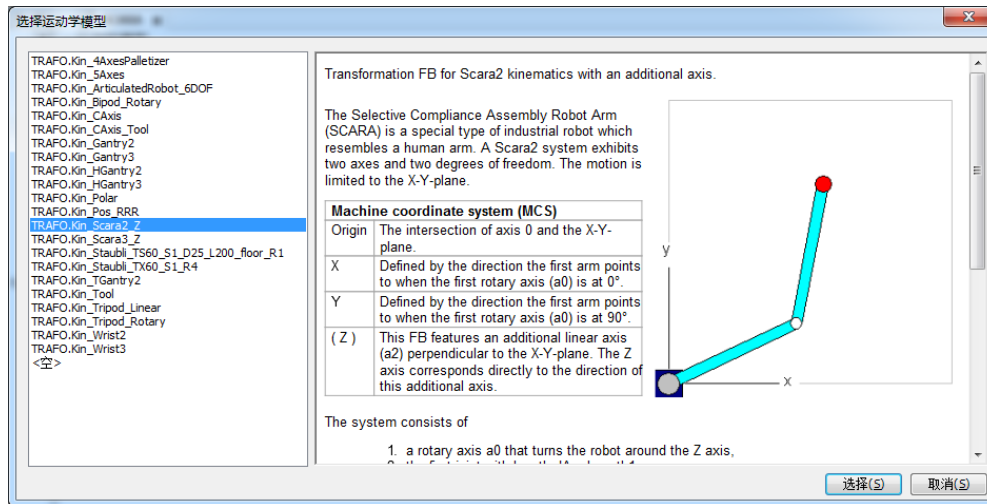 选择运动学模型
TRAFO.Kin_4AxesPalletizer
TRAFO.Kin_5Axes
TRAFO.Kin_ArticulatedRobot_6DOF
TRAFO.Kin_Bipod_Rotary
TRAFO.Kin_CAxis
TRAFO.Kin_CAxis_Tool
TRAFO.Kin_Gantry2
TRAFO.Kin_Gantry3
TRAFO.Kin_HGantry2
TRAFO.Kin_HGantry3
TRAFO.Kin_Polar
TRAFO.Kin_Pos_RRR
TRAFO.Kin_Scara2_Z
TRAFO.Kin_Scara3_Z
TRAFO.Kin_Staubli_TS60_S1_D25_L200_floor_R1
TRAFO.Kin_Staubli_TX60_S1_R4
TRAFO.Kin_TGantry2
TRAFO.Kin_Tool
TRAFO.Kin_Tripod_Linear
TRAFO.Kin_Tripod_Rotary
TRAFO.Kin_Wrist2
TRAFO.Kin_Wrist3
<空>
Transformation FB for Scara2 kinematics with an additional axis.
The Selective Compliance Assembly Robot Arm
(SCARA) is a special type of industrial robot which
resembles a human arm. A Scara2 system exhibits
two axes and two degrees of freedom. The motion is
limited to the X-Y-plane.
Machine coordinate system (MCS)
Origin The intersection of axis 0 and the X-Y-
plane.
X Defined by the direction the first arm points
to when the first rotary axis (a0) is at 0°.
Y Defined by the direction the first arm points
to when the first rotary axis (a0) is at 90°.
( Z ) This FB features an additional linear axis
(a2) perpendicular to the X-Y-plane. The Z
axis corresponds directly to the direction of
this additional axis.
y
x
The system consists of
1. a rotary axis a0 that turns the robot around the Z axis,
选择(S)
取消(S)